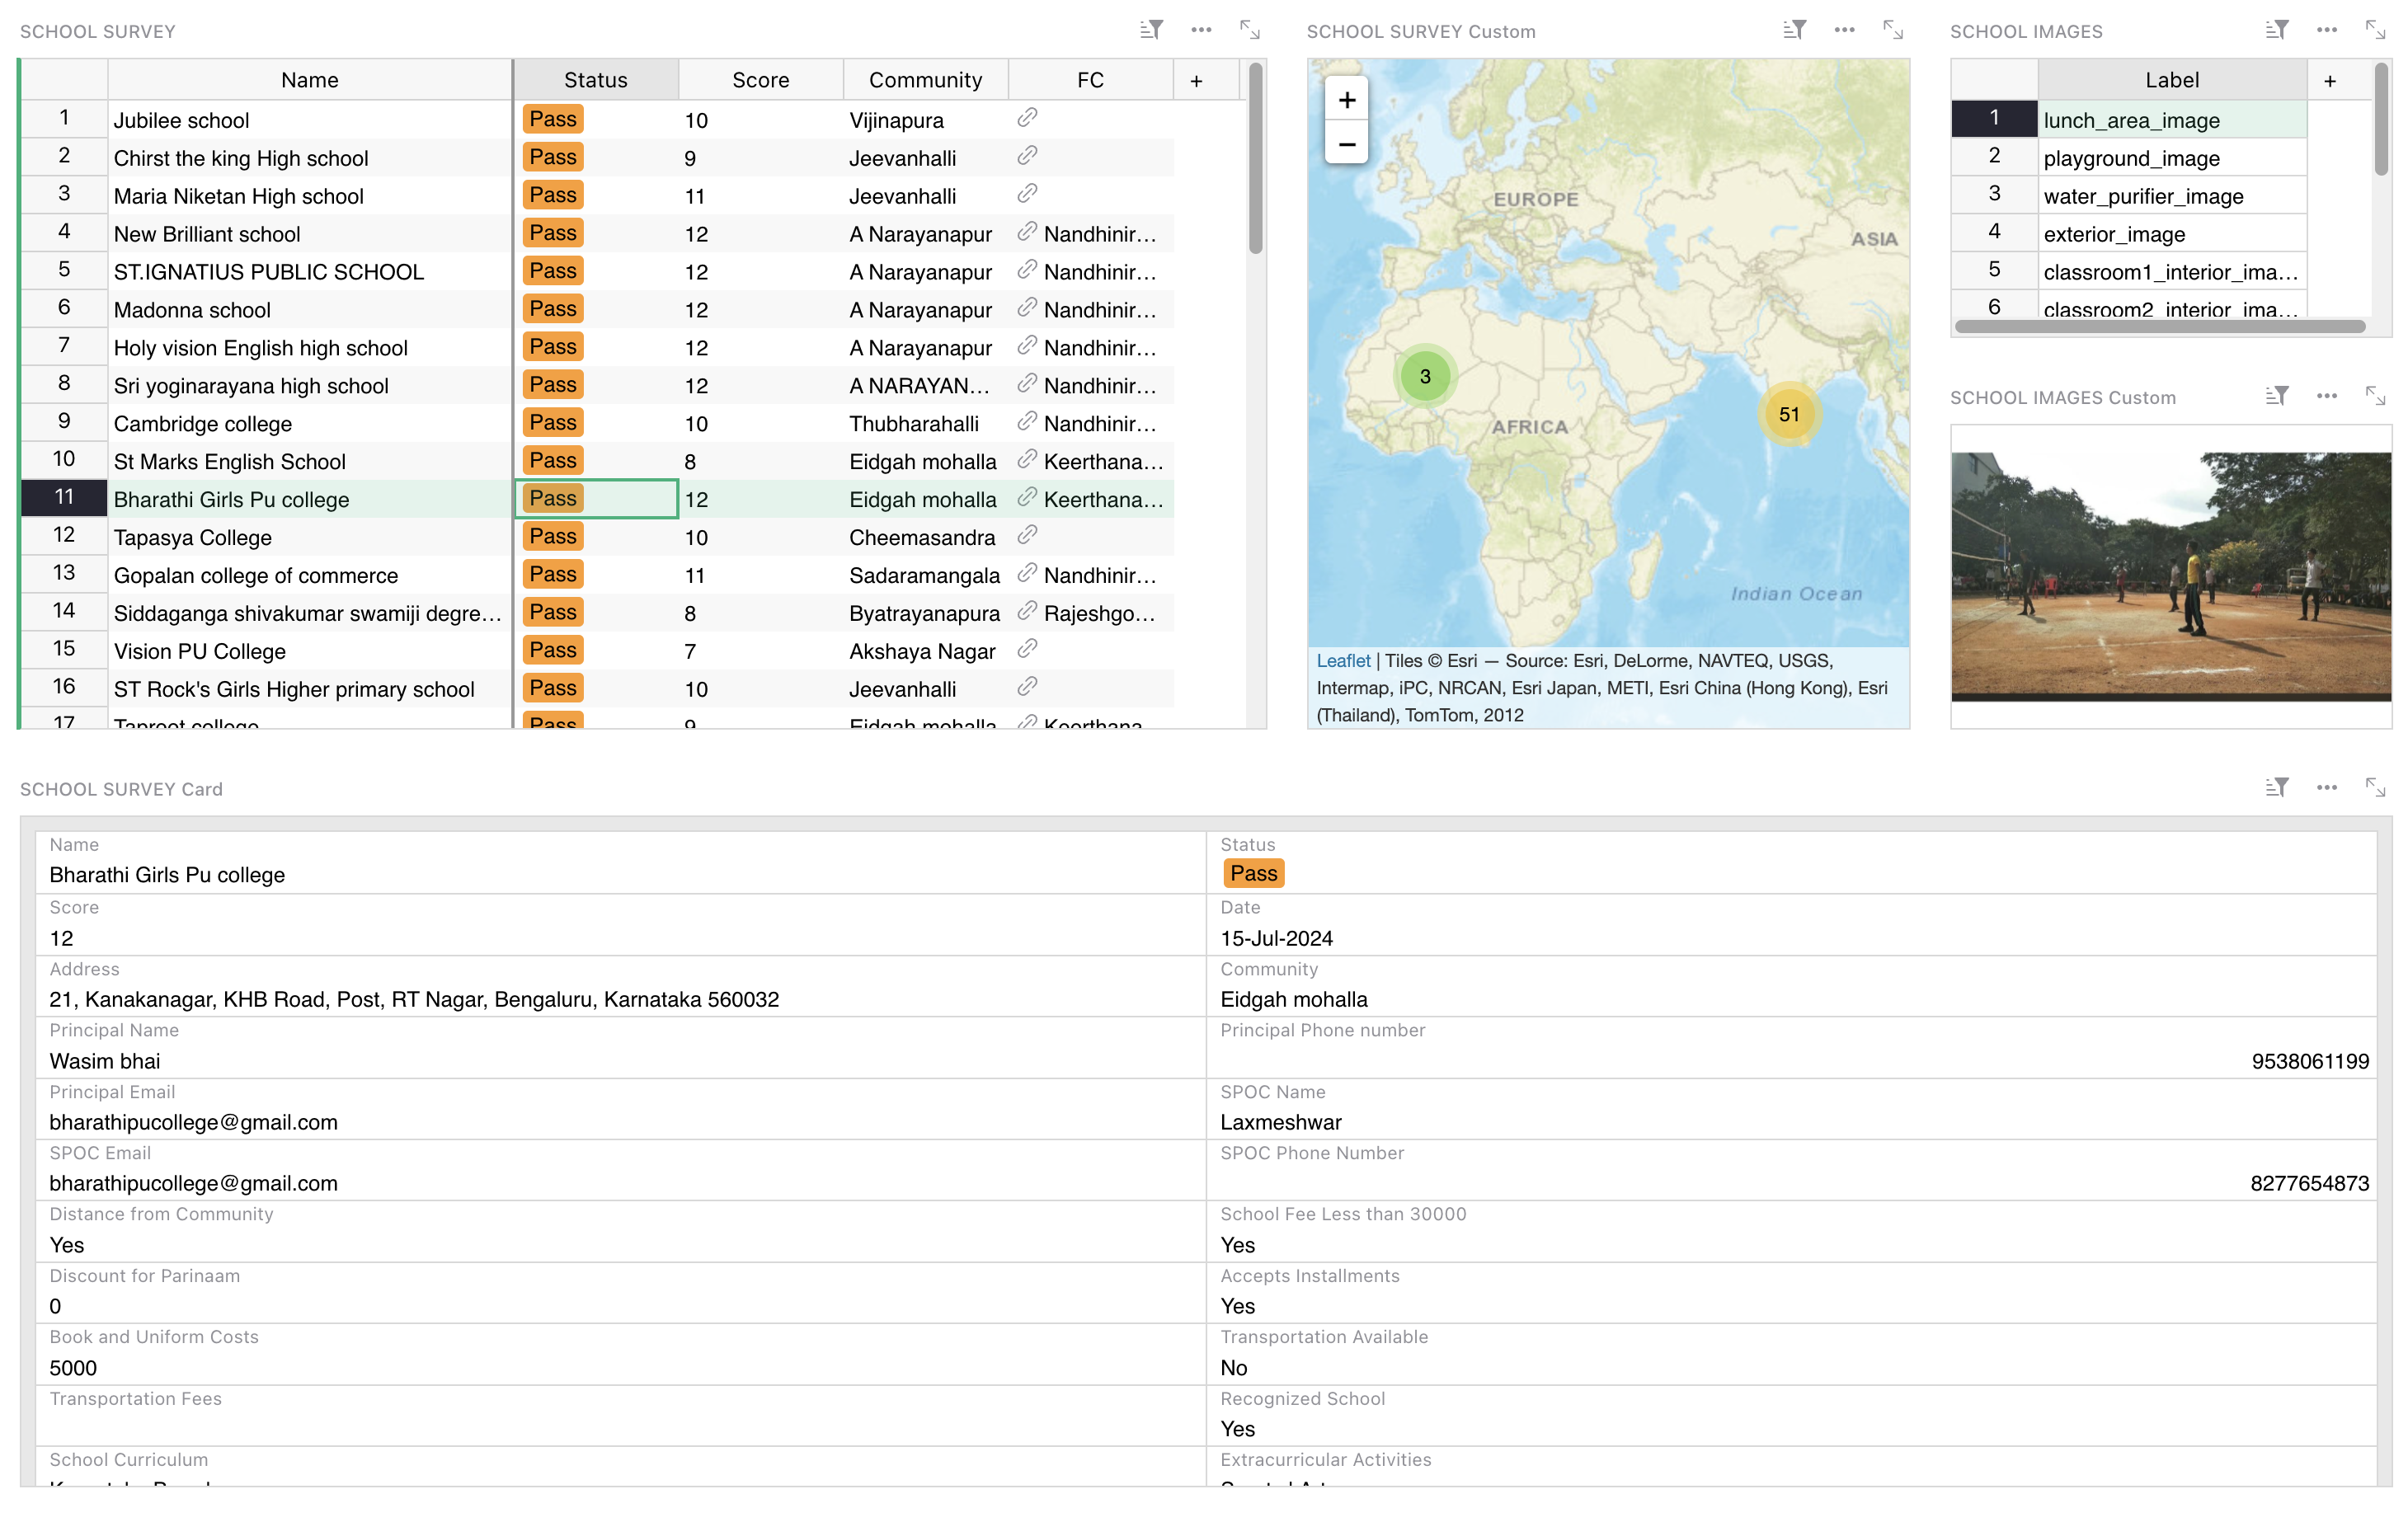 SCHOOL SURVEY
Name Status Score Community FC +
1 Jubilee school Pass 10 Vijinapura
2 Chirst the king High school Pass 9 Jeevanhalli
3 Maria Niketan High school Pass 11 Jeevanhalli
4 New Brilliant school Pass 12 A Narayanapur Nandhinir...
5 ST.IGNATIUS PUBLIC SCHOOL Pass 12 A Narayanapur Nandhinir...
6 Madonna school Pass 12 A Narayanapur Nandhinir...
7 Holy vision English high school Pass 12 A Narayanapur Nandhinir...
8 Sri yoginarayana high school Pass 12 A NARAYAN... Nandhinir...
9 Cambridge college Pass 10 Thubharahalli Nandhinir...
10 St Marks English School Pass 8 Eidgah mohalla Keerthana...
11 Bharathi Girls Pu college Pass 12 Eidgah mohalla Keerthana...
12 Tapasya College Pass 10 Cheemasandra
13 Gopalan college of commerce Pass 11 Sadaramangala Nandhinir...
14 Siddaganga shivakumar swamiji degre... Pass 8 Byatrayanapura Rajeshgo...
15 Vision PU College Pass 7 Akshaya Nagar
16 ST Rock's Girls Higher primary school Pass 10 Jeevanhalli
17 Taproot college Pass 9 Eidgah mohalla Keerthana
SCHOOL SURVEY Custom
+
−
EUROPE
ASIA
3
51
AFRICA
Indian Ocean
Leaflet | Tiles © Esri — Source: Esri, DeLorme, NAVTEQ, USGS,
Intermap, iPC, NRCAN, Esri Japan, METI, Esri China (Hong Kong), Esri
(Thailand), TomTom, 2012
SCHOOL IMAGES
Label +
1 lunch_area_image
2 playground_image
3 water_purifier_image
4 exterior_image
5 classroom1_interior_ima...
6 classroom2_interior_ima...
SCHOOL IMAGES Custom
SCHOOL SURVEY Card
Name
Bharathi Girls Pu college
Status
Pass
Score
12
Date
15-Jul-2024
Address
21, Kanakanagar, KHB Road, Post, RT Nagar, Bengaluru, Karnataka 560032
Community
Eidgah mohalla
Principal Name
Wasim bhai
Principal Phone number
9538061199
Principal Email
bharathipucollege@gmail.com
SPOC Name
Laxmeshwar
SPOC Email
bharathipucollege@gmail.com
SPOC Phone Number
8277654873
Distance from Community
Yes
School Fee Less than 30000
Yes
Discount for Parinaam
0
Accepts Installments
Yes
Book and Uniform Costs
5000
Transportation Available
No
Transportation Fees
Recognized School
Yes
School Curriculum
Extracurricular Activities